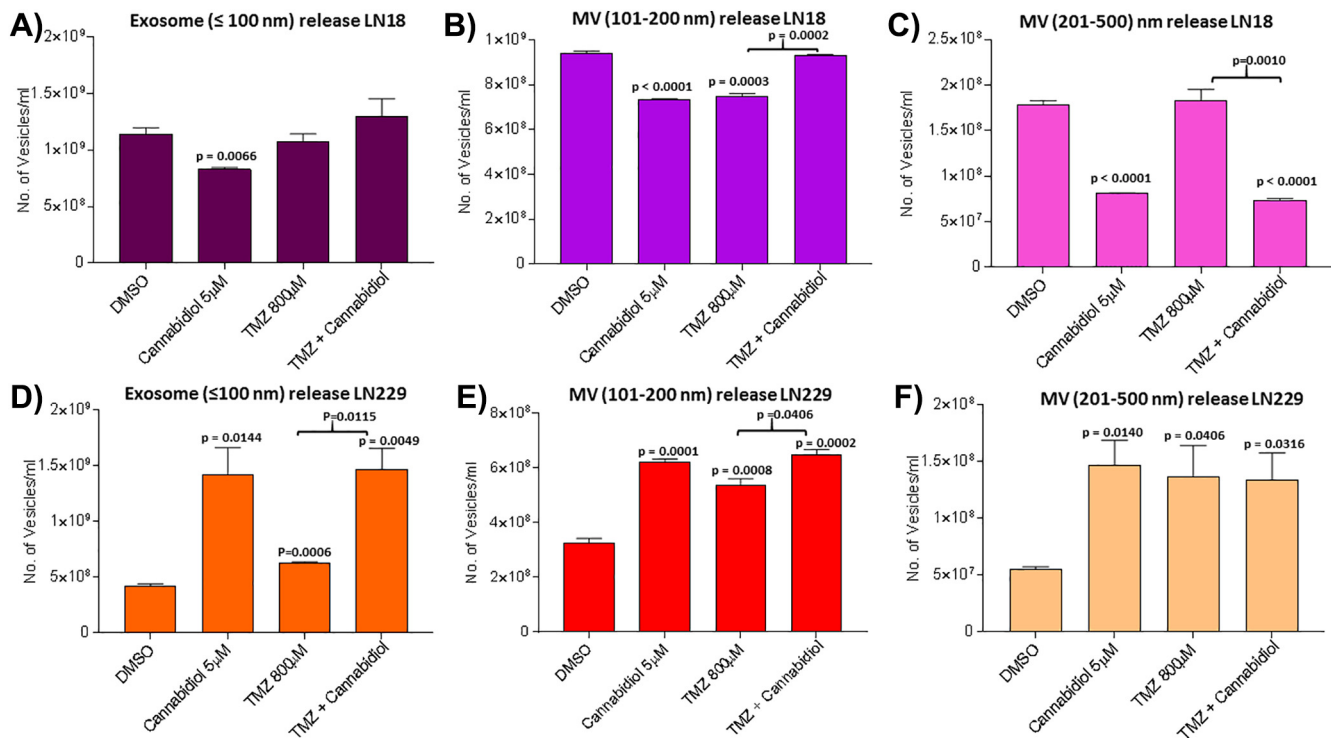 A)
Exosome (≤ 100 nm) release LN18
No. of Vesicles/ml
2×10⁹
1.5×10⁹
1×10⁹
5×10⁸
0
p = 0.0066
DMSO
Cannabidiol 5µM
TMZ 800µM
TMZ + Cannabidiol
B)
MV (101-200 nm) release LN18
No. of Vesicles/ml
1×10⁹
8×10⁸
6×10⁸
4×10⁸
2×10⁸
0
p = 0.0002
p < 0.0001
p = 0.0003
DMSO
Cannabidiol 5µM
TMZ 800µM
TMZ + Cannabidiol
C)
MV (201-500) nm release LN18
No. of Vesicles/ml
2.5×10⁸
2×10⁸
1.5×10⁸
1×10⁸
5×10⁷
0
p=0.0010
p < 0.0001
p < 0.0001
DMSO
Cannabidiol 5µM
TMZ 800µM
TMZ + Cannabidiol
D)
Exosome (≤100 nm) release LN229
No. of Vesicles/ml
2×10⁹
1.5×10⁹
1×10⁹
5×10⁸
0
P=0.0115
p = 0.0144
p = 0.0049
P=0.0006
DMSO
Cannabidiol 5µM
TMZ 800µM
TMZ + Cannabidiol
E)
MV (101-200 nm) release LN229
No. of Vesicles/ml
8×10⁸
6×10⁸
4×10⁸
2×10⁸
0
p =0.0406
p = 0.0001
p = 0.0008
p = 0.0002
DMSO
Cannabidiol 5µM
TMZ 800µM
TMZ + Cannabidiol
F)
MV (201-500 nm) release LN229
No. of Vesicles/ml
2×10⁸
1.5×10⁸
1×10⁸
5×10⁷
0
p = 0.0140
p = 0.0406
p = 0.0316
DMSO
Cannabidiol 5µM
TMZ 800µM
TMZ + Cannabidiol